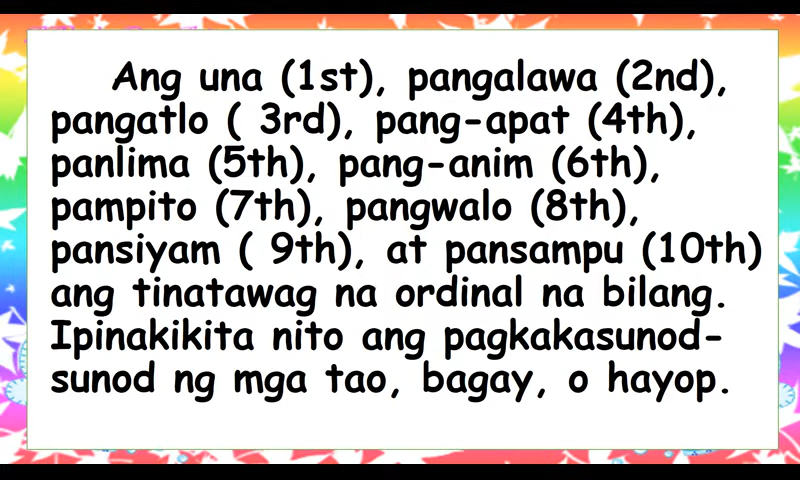 Ang una (1st), pangalawa (2nd),
pangatlo ( 3rd), pang-apat (4th),
panlima (5th), pang-anim (6th),
pampito (7th), pangwalo (8th),
pansiyam ( 9th), at pansampu (10th)
ang tinatawag na ordinal na bilang.
Ipinakikita nito ang pagkakasunod-
sunod ng mga tao, bagay, o hayop.